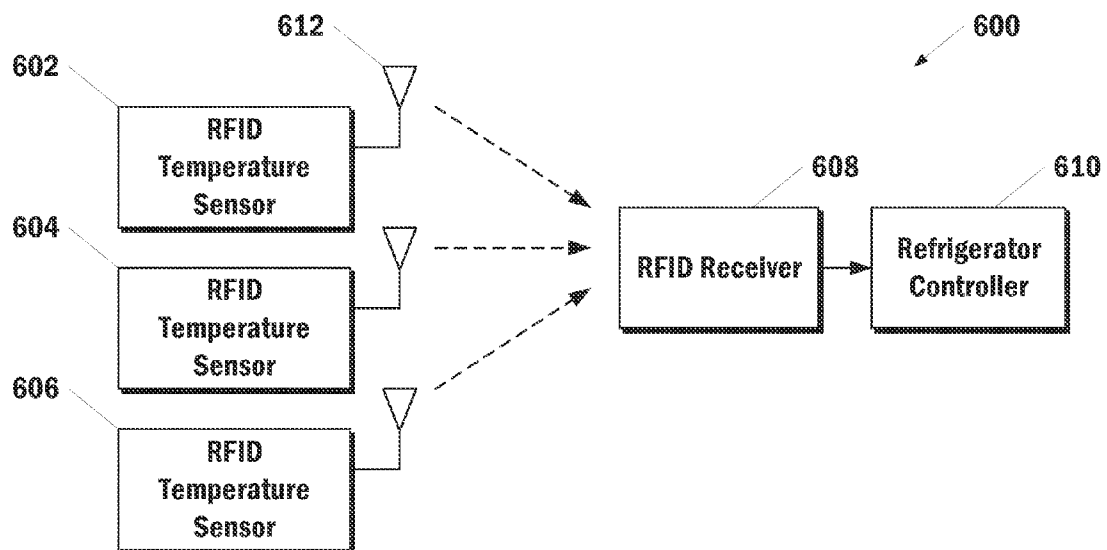 612
600
602
RFID
Temperature
Sensor
608
610
604
RFID Receiver
Refrigerator
Controller
RFID
Temperature
Sensor
606
RFID
Temperature
Sensor